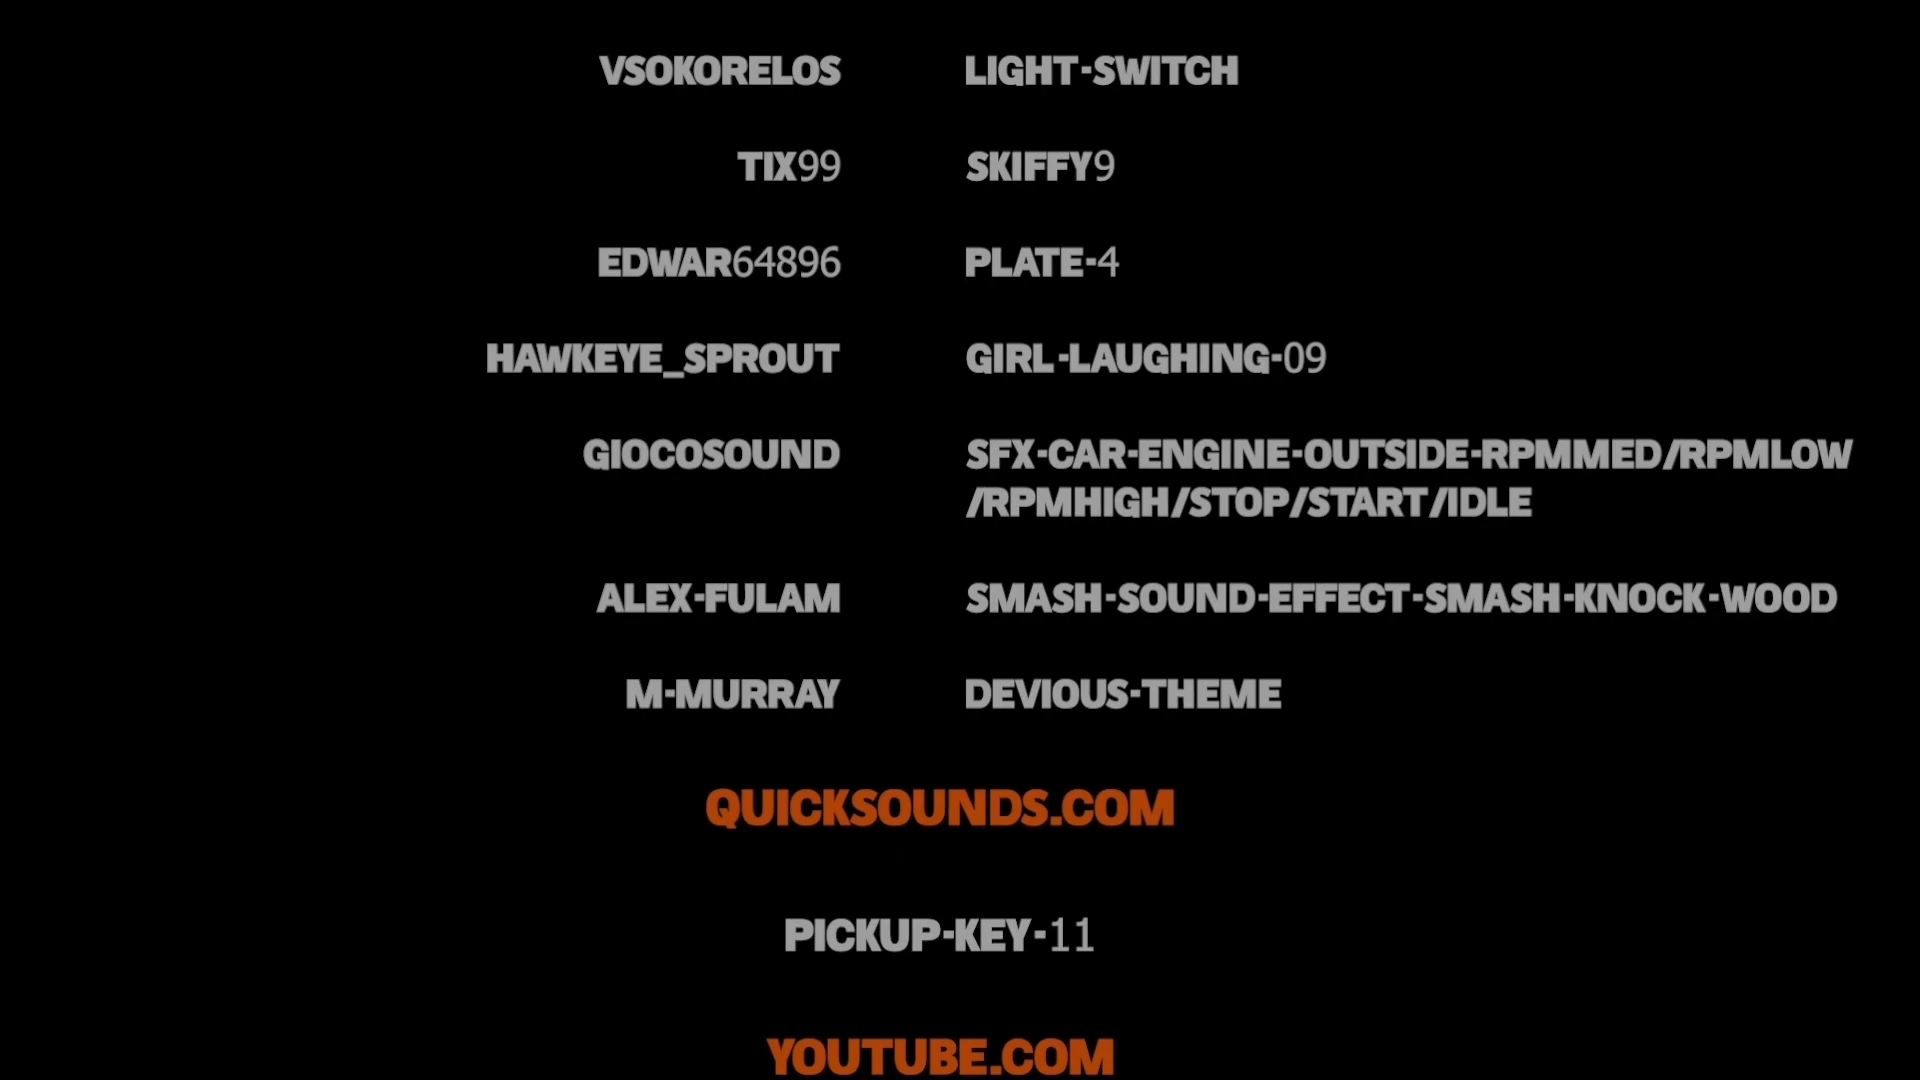 VSOKORELOS LIGHT-SWITCH
TIX99 SKIFFY9
EDWAR64896 PLATE-4
HAWKEYE_SPROUT GIRL-LAUGHING-09
GIOCOSOUND SFX-CAR-ENGINE-OUTSIDE-RPMMED/RPMLOW
/RPMHIGH/STOP/START/IDLE
ALEX-FULAM SMASH-SOUND-EFFECT-SMASH-KNOCK-WOOD
M-MURRAY DEVIOUS-THEME
QUICKSOUNDS.COM
PICKUP-KEY-11
YOUTUBE.COM